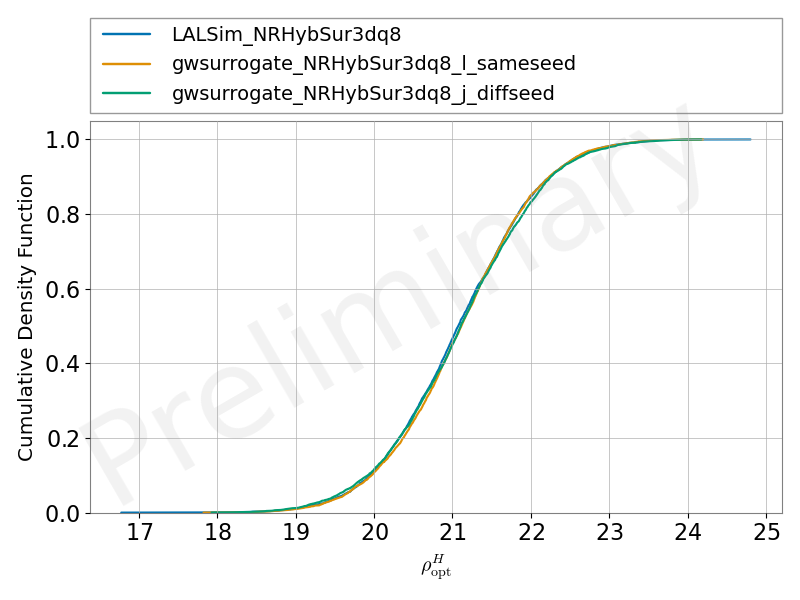 LALSim_NRHybSur3dq8
gwsurrogate_NRHybSur3dq8_l_sameseed
gwsurrogate_NRHybSur3dq8_j_diffseed
1.0
0.8
0.6
0.4
0.2
0.0
Cumulative Density Function
Preliminary
17 18 19 20 21 22 23 24 25
ρ^H_opt